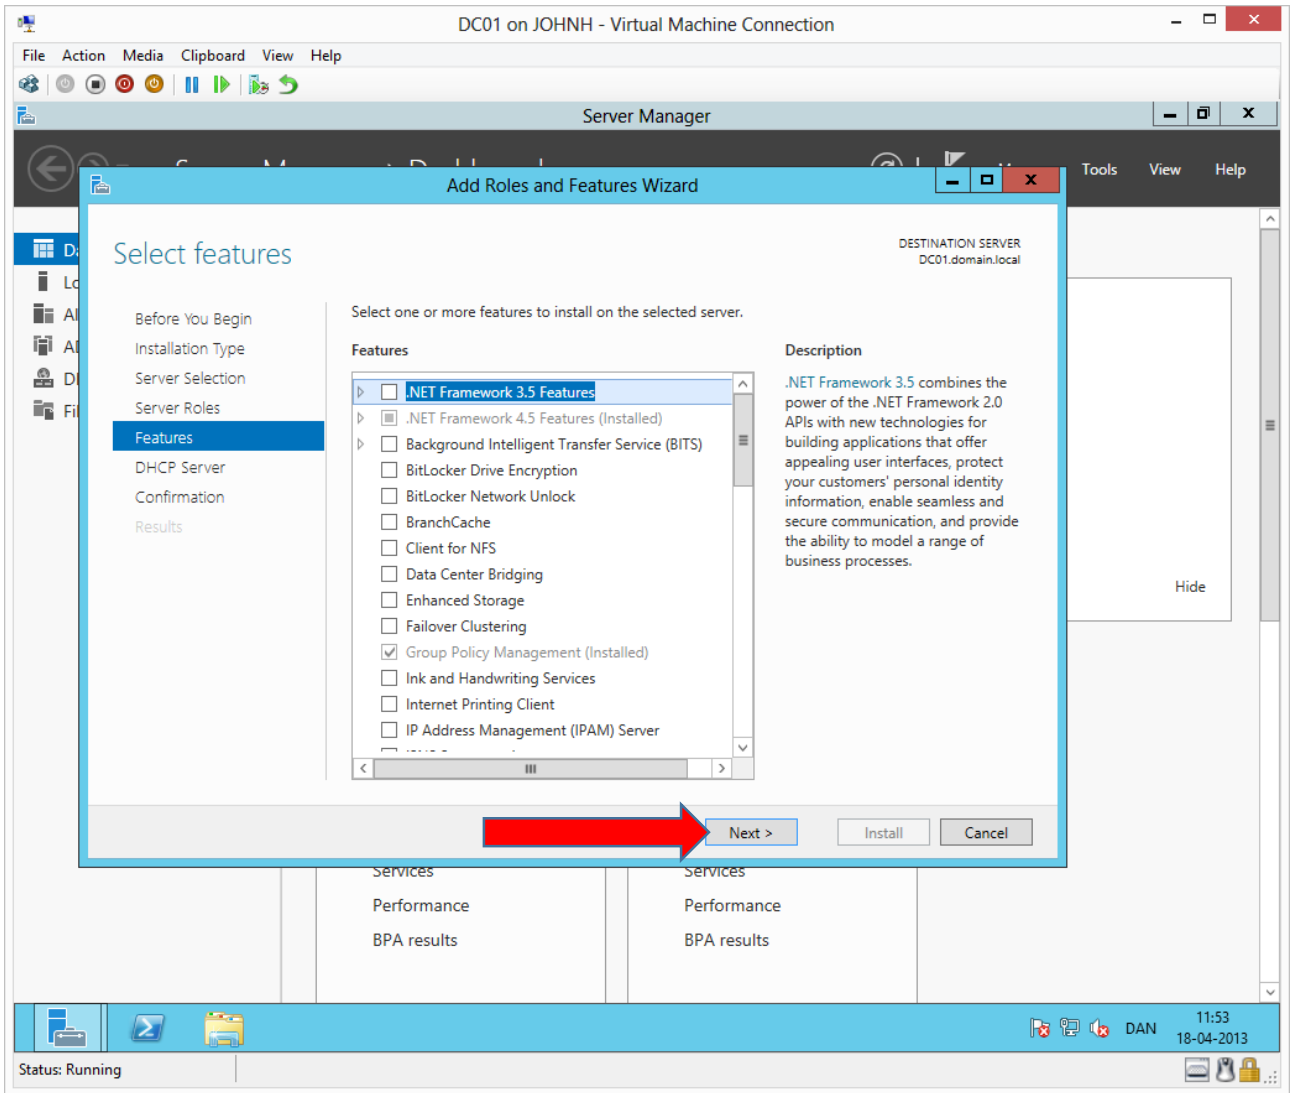 DC01 on JOHNH - Virtual Machine Connection
File Action Media Clipboard View Help
Server Manager
Tools View Help
Add Roles and Features Wizard
Select features
DESTINATION SERVER
DC01.domain.local
Before You Begin
Installation Type
Server Selection
Server Roles
Features
DHCP Server
Confirmation
Results
Select one or more features to install on the selected server.
Features
.NET Framework 3.5 Features
.NET Framework 4.5 Features (Installed)
Background Intelligent Transfer Service (BITS)
BitLocker Drive Encryption
BitLocker Network Unlock
BranchCache
Client for NFS
Data Center Bridging
Enhanced Storage
Failover Clustering
Group Policy Management (Installed)
Ink and Handwriting Services
Internet Printing Client
IP Address Management (IPAM) Server
Description
.NET Framework 3.5 combines the
power of the .NET Framework 2.0
APIs with new technologies for
building applications that offer
appealing user interfaces, protect
your customers' personal identity
information, enable seamless and
secure communication, and provide
the ability to model a range of
business processes.
Hide
Next >
Install
Cancel
Services
Performance
BPA results
Services
Performance
BPA results
DAN
11:53
18-04-2013
Status: Running